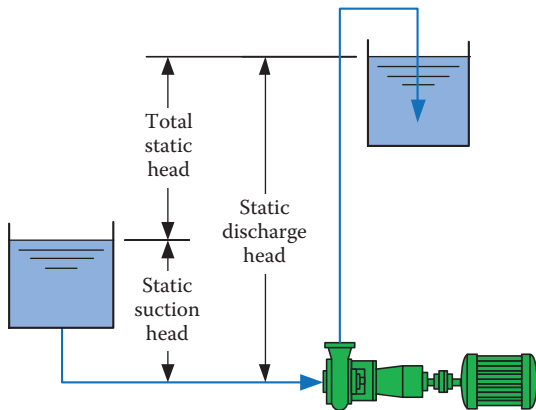 Total
static
head
Static
discharge
head
Static
suction
head